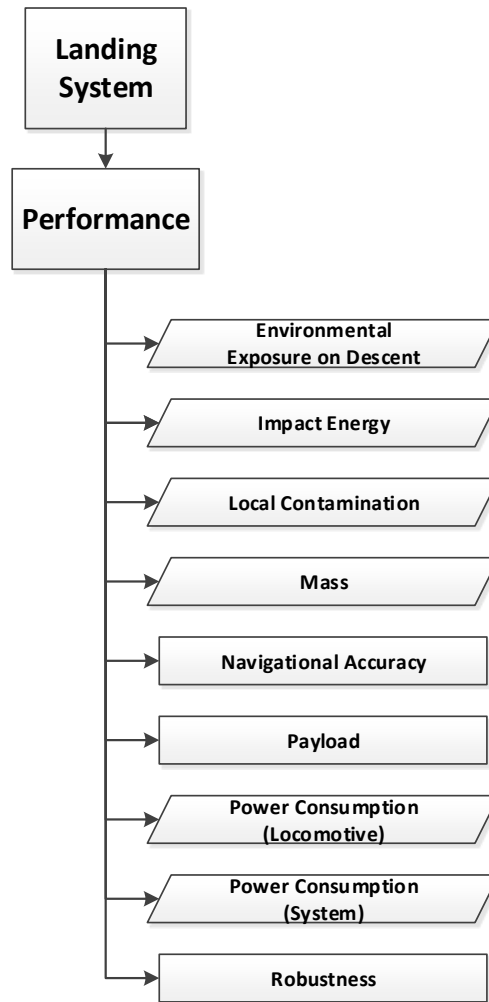 Landing
System
Performance
Environmental
Exposure on Descent
Impact Energy
Local Contamination
Mass
Navigational Accuracy
Payload
Power Consumption
(Locomotive)
Power Consumption
(System)
Robustness